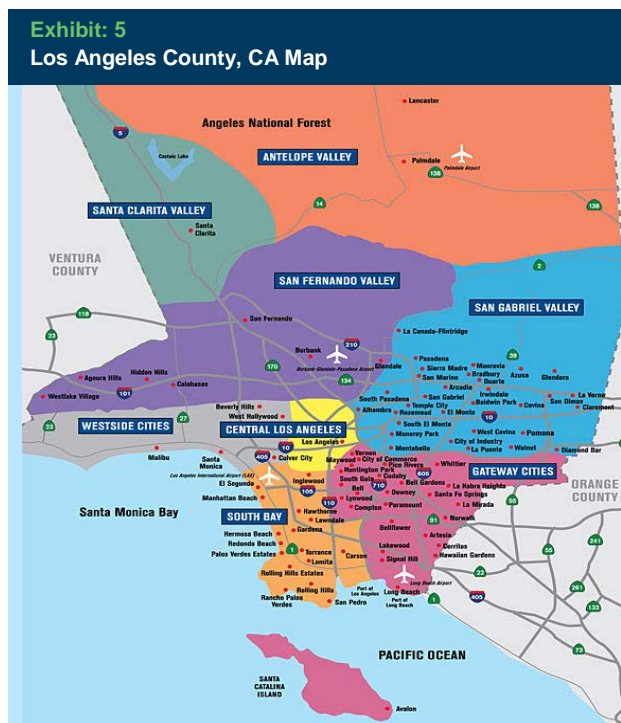 Exhibit: 5
Los Angeles County, CA Map
Lancaster
Angeles National Forest
5
Castaic Lake
ANTELOPE VALLEY
Palmdale
Palmdale Airport
138
14
138
SANTA CLARITA VALLEY
Santa
Clarita
VENTURA
COUNTY
2
SAN FERNANDO VALLEY
SAN GABRIEL VALLEY
118
San Fernando
La Canada-Flintridge
23
210
39
Burbank
Burbank-Glendale-Pasadena Airport
Glendale
Pasadena
Sierra Madre
Monrovia
Bradbury
Azusa
Glendora
San Marino
Duarte
170
134
Agoura Hills
Hidden Hills
Calabasas
101
Westlake Village
Arcadia
Irwindale
La Verne
South Pasadena
San Gabriel
Baldwin Park
San Dimas
Temple City
Claremont
Beverly Hills
Alhambra
Rosemead
El Monte
10
Covina
West Hollywood
27
23
WESTSIDE CITIES
CENTRAL LOS ANGELES
South El Monte
Monterey Park
West Covina
Pomona
City of Industry
Los Angeles
10
Montebello
La Puente
Walnut
Diamond Bar
Malibu
Santa
Monica
405
Culver City
Vernon
City of Commerce
Maywood
Pico Rivera
605
Whittier
GATEWAY CITIES
Los Angeles International Airport (LAX)
Inglewood
Huntington Park
Cudahy
La Habra Heights
El Segundo
105
South Gate
710
Bell Gardens
Bell
Downey
Santa Fe Springs
Manhattan Beach
110
Lynwood
ORANGE
COUNTY
Santa Monica Bay
SOUTH BAY
Hawthorne
Compton
Paramount
La Mirada
55
Lawndale
91
Norwalk
Hermosa Beach
Gardena
Bellflower
Redondo Beach
Artesia
241
Palos Verdes Estates
1
Torrance
Carson
Lakewood
Cerritos
55
Lomita
Signal Hill
Hawaiian Gardens
Rolling Hills Estates
22
Long Beach Airport
Rolling Hills
Port of
Los Angeles
Long Beach
Port of
Long Beach
1
405
261
133
Rancho Palos
Verdes
San Pedro
73
PACIFIC OCEAN
SANTA
CATALINA
ISLAND
Avalon